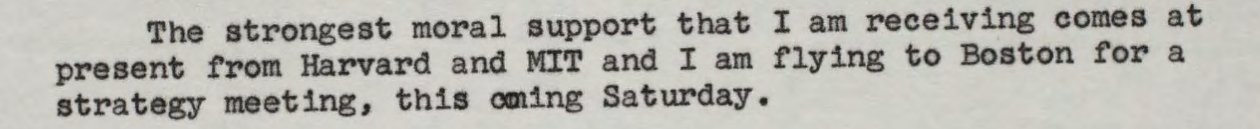 The strongest moral support that I am receiving comes at
present from Harvard and MIT and I am flying to Boston for a
strategy meeting, this oming Saturday.